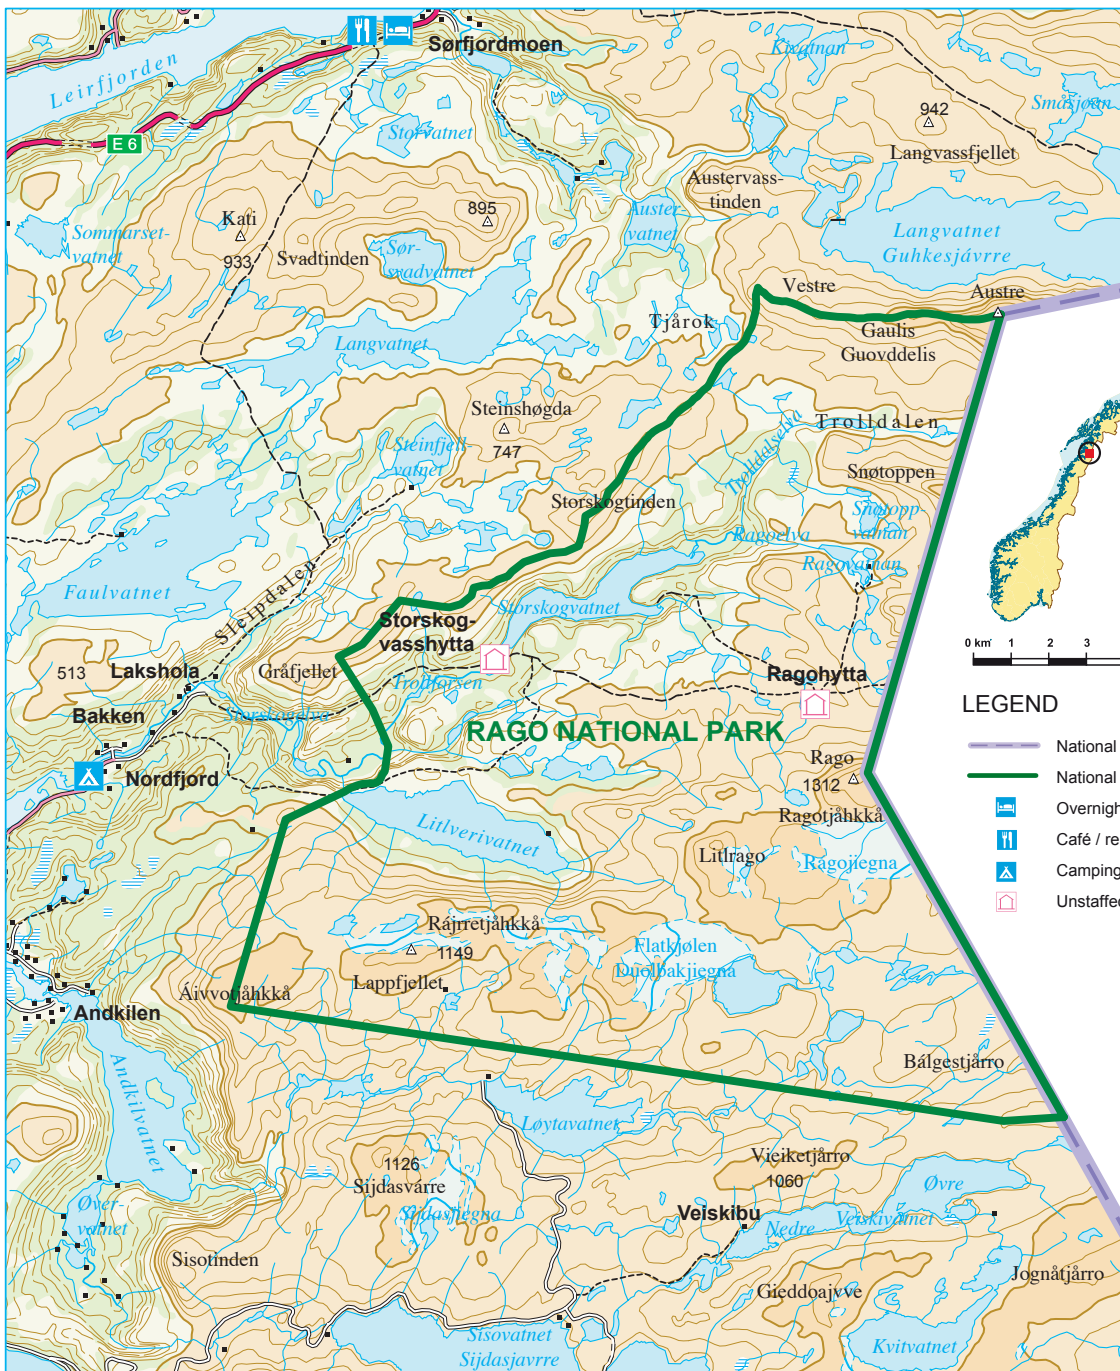 Sørfjordmoen
Leirfjorden
E 6
Kivatnan
Småsjøan
942
Langvassfjellet
Storvatnet
Austervass-
tinden
Auster-
vatnet
Langvatnet
Guhkesjávrre
Kati
933
895
Sommarset-
vatnet
Svadtinden
Sør-
svadvatnet
Vestre
Austre
Tjårok
Gaulis
Guovddelis
Langvatnet
Steinshøgda
747
Trolldalen
Steinfjell-
vatnet
Trolldalselva
Snøtoppen
Storskogtinden
Snøtopp-
vatnan
Ragoelva
Ragovatnan
Faulvatnet
Sleipdalen
Storskogvatnet
Storskog-
vasshytta
0 km
1
2
3
513
Lakshola
Gråfjellet
Trollforsen
Ragohytta
Bakken
Storskogelva
RAGO NATIONAL PARK
LEGEND
National
National
Overnigh
Café / re
Camping
Unstaffed
Nordfjord
Rago
1312
Ragotjåhkkå
Litlverivatnet
Litlrago
Ragojiegna
Rájrretjåhkkå
1149
Flatkjølen
Duolbakjiegna
Lappfjellet
Áivvotjåhkkå
Andkilen
Bálgestjårro
Andkilvatnet
Løytavatnet
1126
Sijdasvárre
Vieiketjårro
1060
Øvre
Øver-
vatnet
Sijdasjiegna
Veiskibu
Nedre
Veiskivatnet
Sisotinden
Jognåtjårro
Gieddoajvve
Sisovatnet
Sijdasjavrre
Kvitvatnet